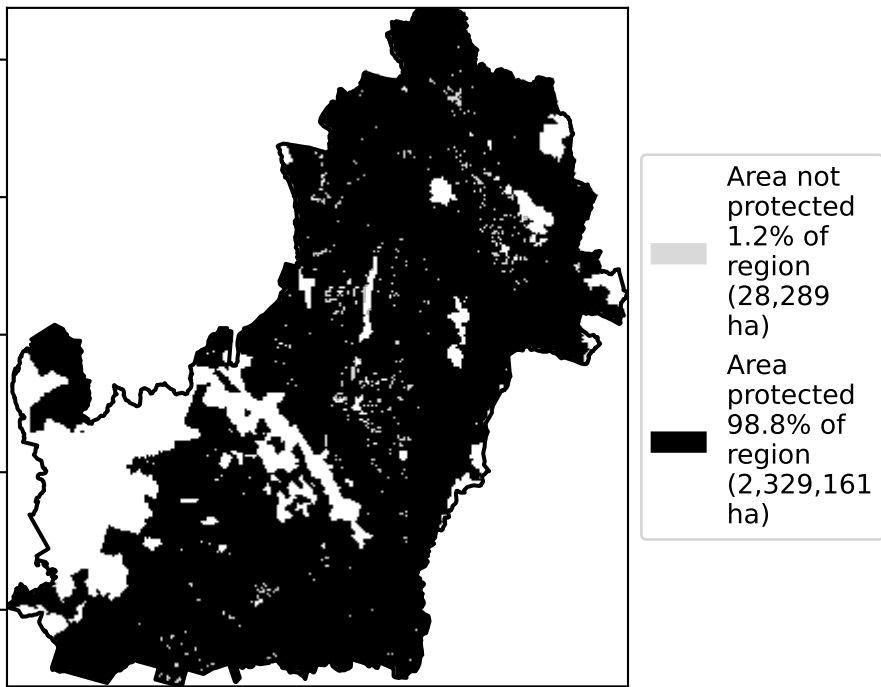 Area not
protected
1.2% of
region
(28,289
ha)
Area
protected
98.8% of
region
(2,329,161
ha)